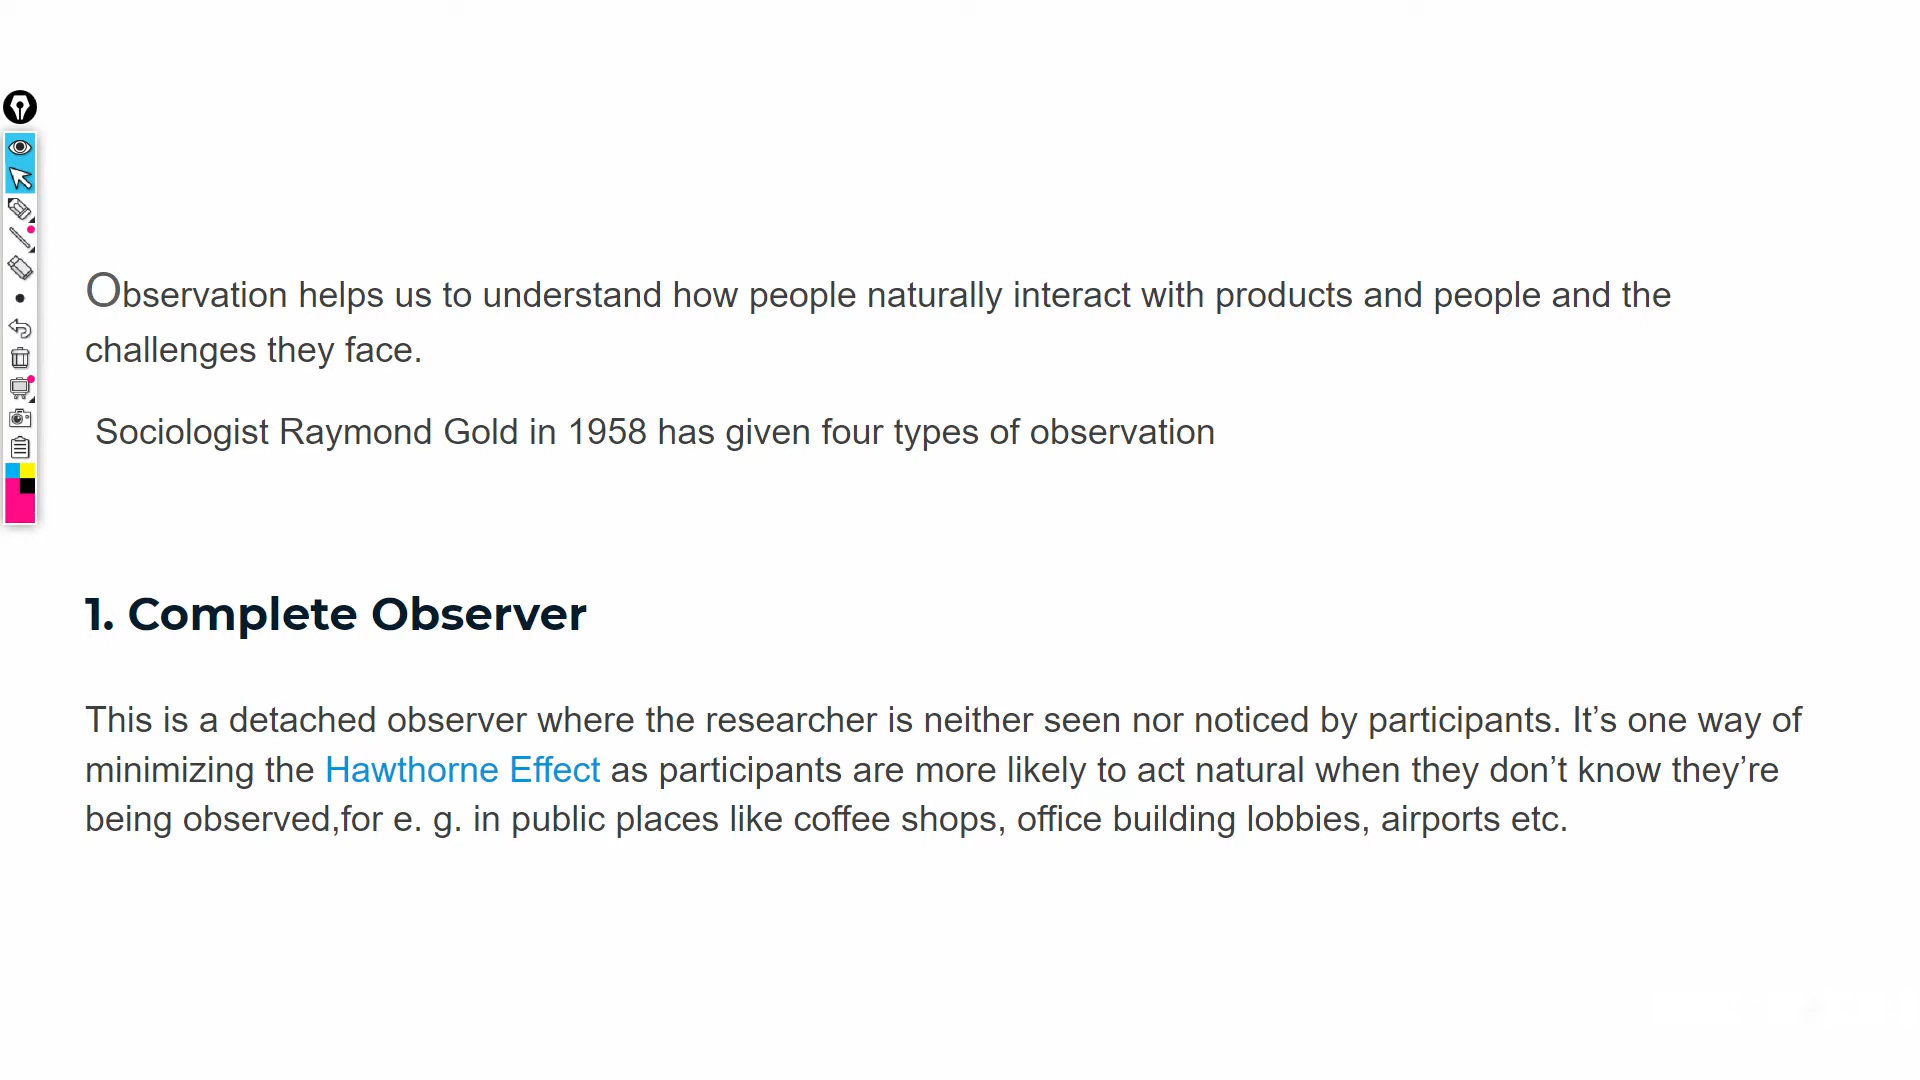 Observation helps us to understand how people naturally interact with products and people and the
challenges they face.
Sociologist Raymond Gold in 1958 has given four types of observation
1. Complete Observer
This is a detached observer where the researcher is neither seen nor noticed by participants. It’s one way of
minimizing the Hawthorne Effect as participants are more likely to act natural when they don’t know they’re
being observed,for e. g. in public places like coffee shops, office building lobbies, airports etc.